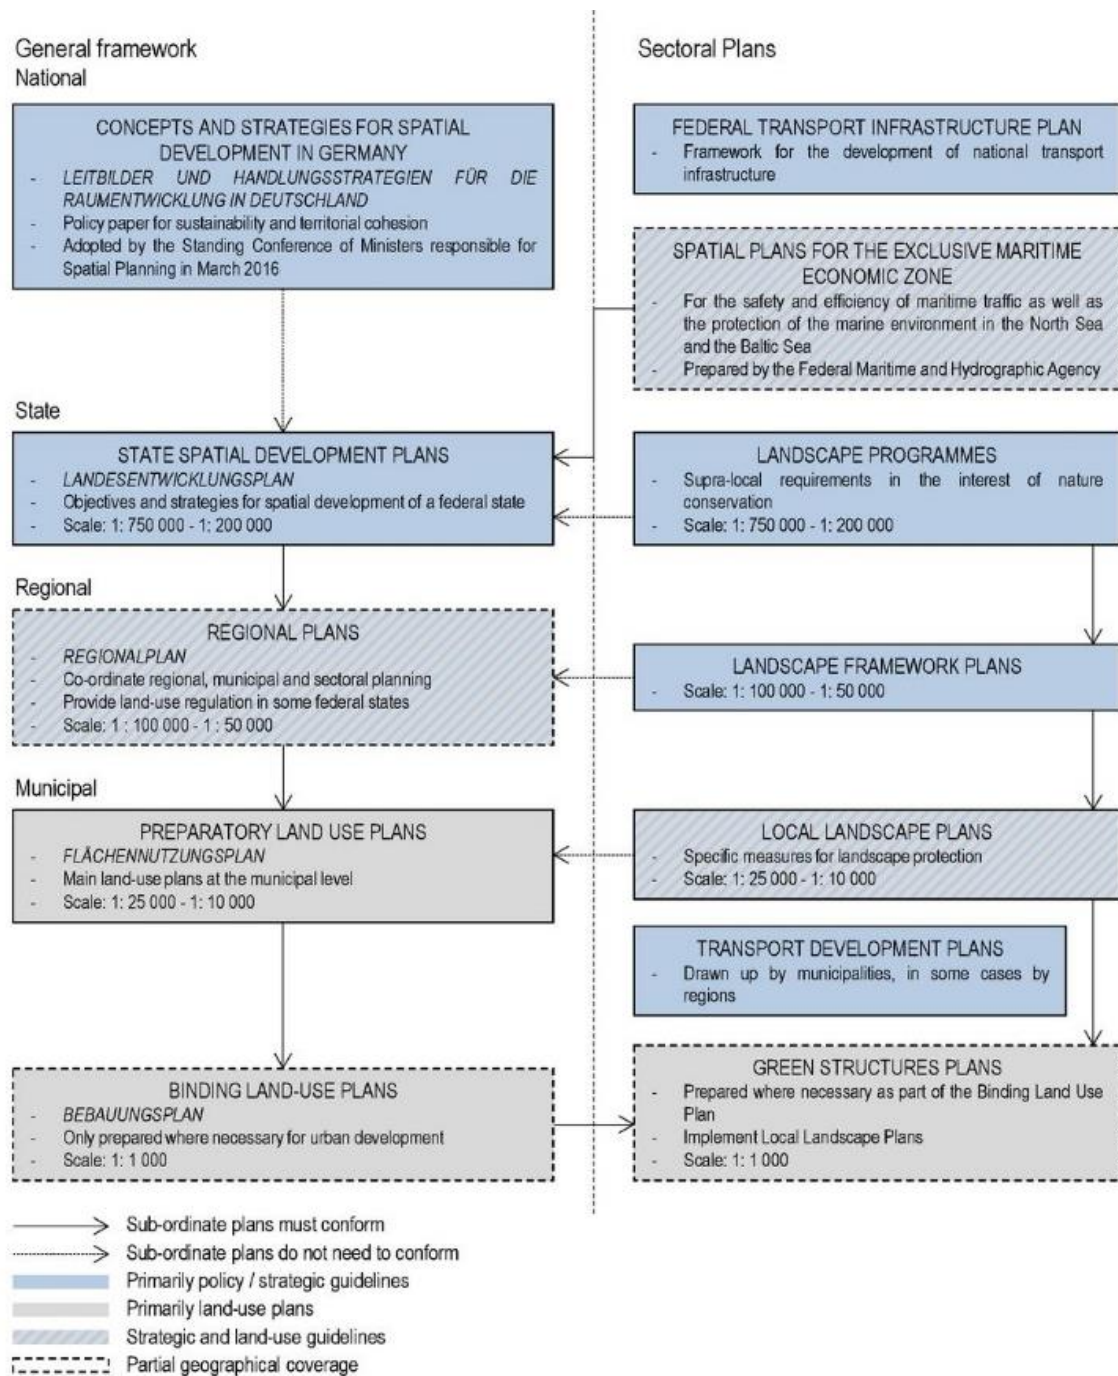 General framework
National
CONCEPTS AND STRATEGIES FOR SPATIAL
DEVELOPMENT IN GERMANY
- LEITBILDER UND HANDLUNGSSTRATEGIEN FÜR DIE
RAUMENTWICKLUNG IN DEUTSCHLAND
- Policy paper for sustainability and territorial cohesion
- Adopted by the Standing Conference of Ministers responsible for
Spatial Planning in March 2016
State
STATE SPATIAL DEVELOPMENT PLANS
- LANDESENTWICKLUNGSPLAN
- Objectives and strategies for spatial development of a federal state
- Scale: 1: 750 000 - 1: 200 000
Regional
REGIONAL PLANS
- REGIONALPLAN
- Co-ordinate regional, municipal and sectoral planning
- Provide land-use regulation in some federal states
- Scale: 1 : 100 000 - 1 : 50 000
Municipal
PREPARATORY LAND USE PLANS
- FLÄCHENNUTZUNGSPLAN
- Main land-use plans at the municipal level
- Scale: 1: 25 000 - 1: 10 000
BINDING LAND-USE PLANS
- BEBAUUNGSPLAN
- Only prepared where necessary for urban development
- Scale: 1: 1 000
Sectoral Plans
FEDERAL TRANSPORT INFRASTRUCTURE PLAN
- Framework for the development of national transport
infrastructure
SPATIAL PLANS FOR THE EXCLUSIVE MARITIME
ECONOMIC ZONE
- For the safety and efficiency of maritime traffic as well as
the protection of the marine environment in the North Sea
and the Baltic Sea
- Prepared by the Federal Maritime and Hydrographic Agency
LANDSCAPE PROGRAMMES
- Supra-local requirements in the interest of nature
conservation
- Scale: 1: 750 000 - 1: 200 000
LANDSCAPE FRAMEWORK PLANS
- Scale: 1: 100 000 - 1: 50 000
LOCAL LANDSCAPE PLANS
- Specific measures for landscape protection
- Scale: 1: 25 000 - 1: 10 000
TRANSPORT DEVELOPMENT PLANS
- Drawn up by municipalities, in some cases by
regions
GREEN STRUCTURES PLANS
- Prepared where necessary as part of the Binding Land Use
Plan
- Implement Local Landscape Plans
- Scale: 1: 1 000
Sub-ordinate plans must conform
Sub-ordinate plans do not need to conform
Primarily policy / strategic guidelines
Primarily land-use plans
Strategic and land-use guidelines
Partial geographical coverage